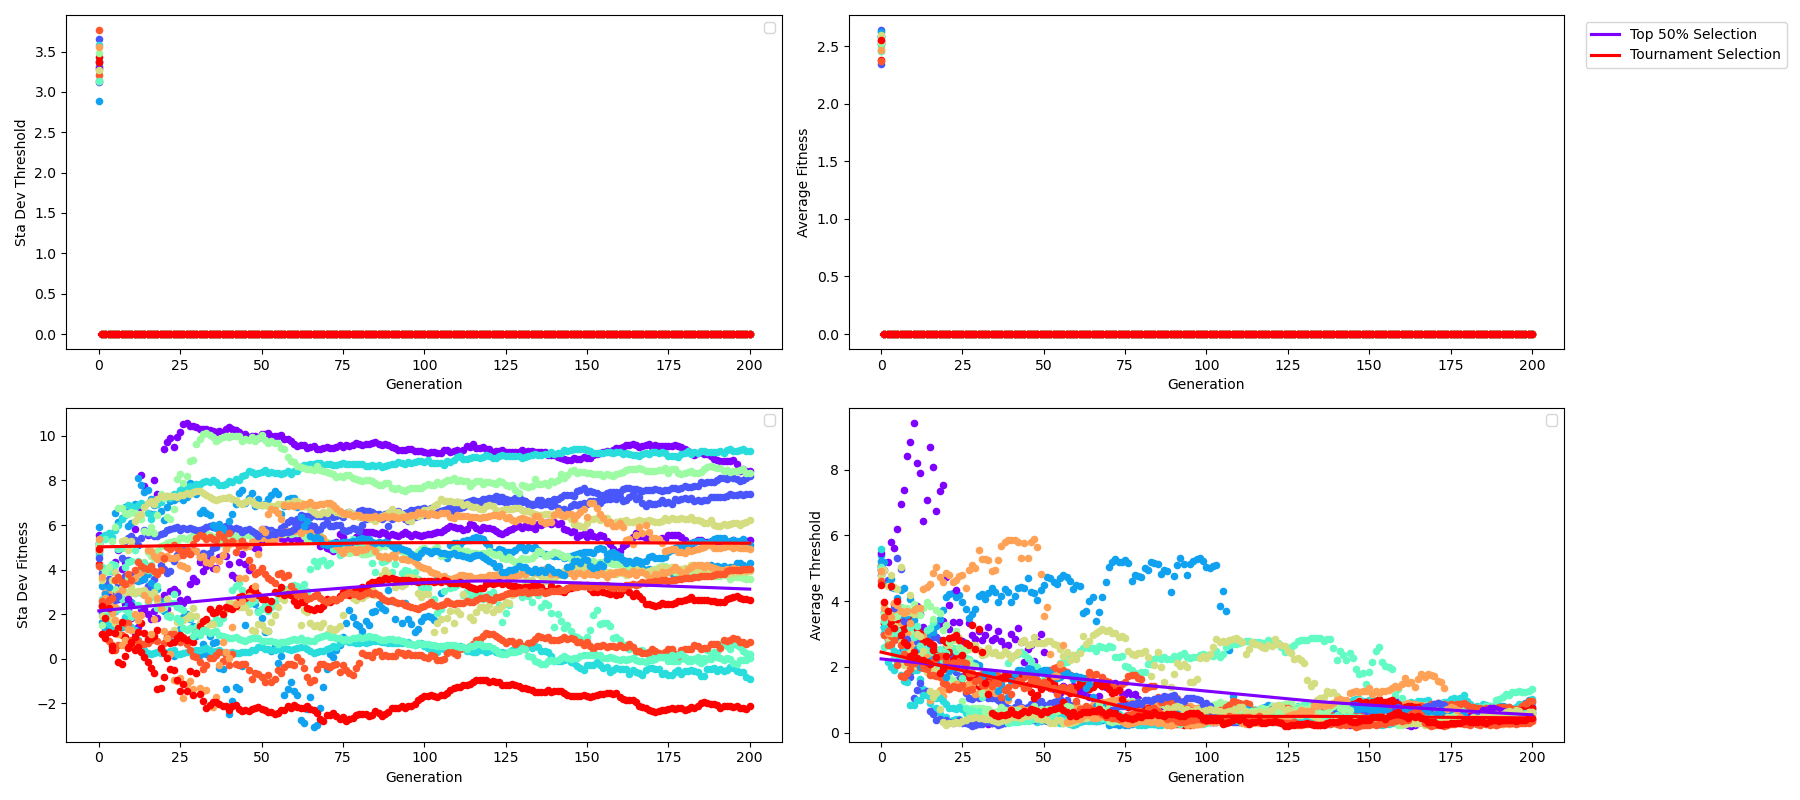 3.5
3.0
2.5
2.0
1.5
1.0
0.5
0.0
Sta Dev Threshold
0 25 50 75 100 125 150 175 200
Generation
2.5
2.0
1.5
1.0
0.5
0.0
Average Fitness
0 25 50 75 100 125 150 175 200
Generation
Top 50% Selection
Tournament Selection
10
8
6
4
2
0
−2
Sta Dev Fitness
0 25 50 75 100 125 150 175 200
Generation
8
6
4
2
0
Average Threshold
0 25 50 75 100 125 150 175 200
Generation